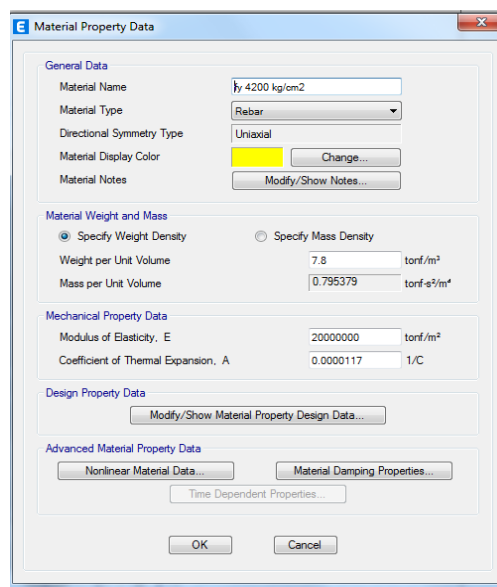 E Material Property Data
General Data
Material Name fy 4200 kg/cm2
Material Type Rebar
Directional Symmetry Type Uniaxial
Material Display Color Change...
Material Notes Modify/Show Notes...
Material Weight and Mass
Specify Weight Density Specify Mass Density
Weight per Unit Volume 7.8 tonf/m³
Mass per Unit Volume 0.795379 tonf-s²/m⁴
Mechanical Property Data
Modulus of Elasticity, E 20000000 tonf/m²
Coefficient of Thermal Expansion, A 0.0000117 1/C
Design Property Data
Modify/Show Material Property Design Data...
Advanced Material Property Data
Nonlinear Material Data... Material Damping Properties...
Time Dependent Properties...
OK Cancel